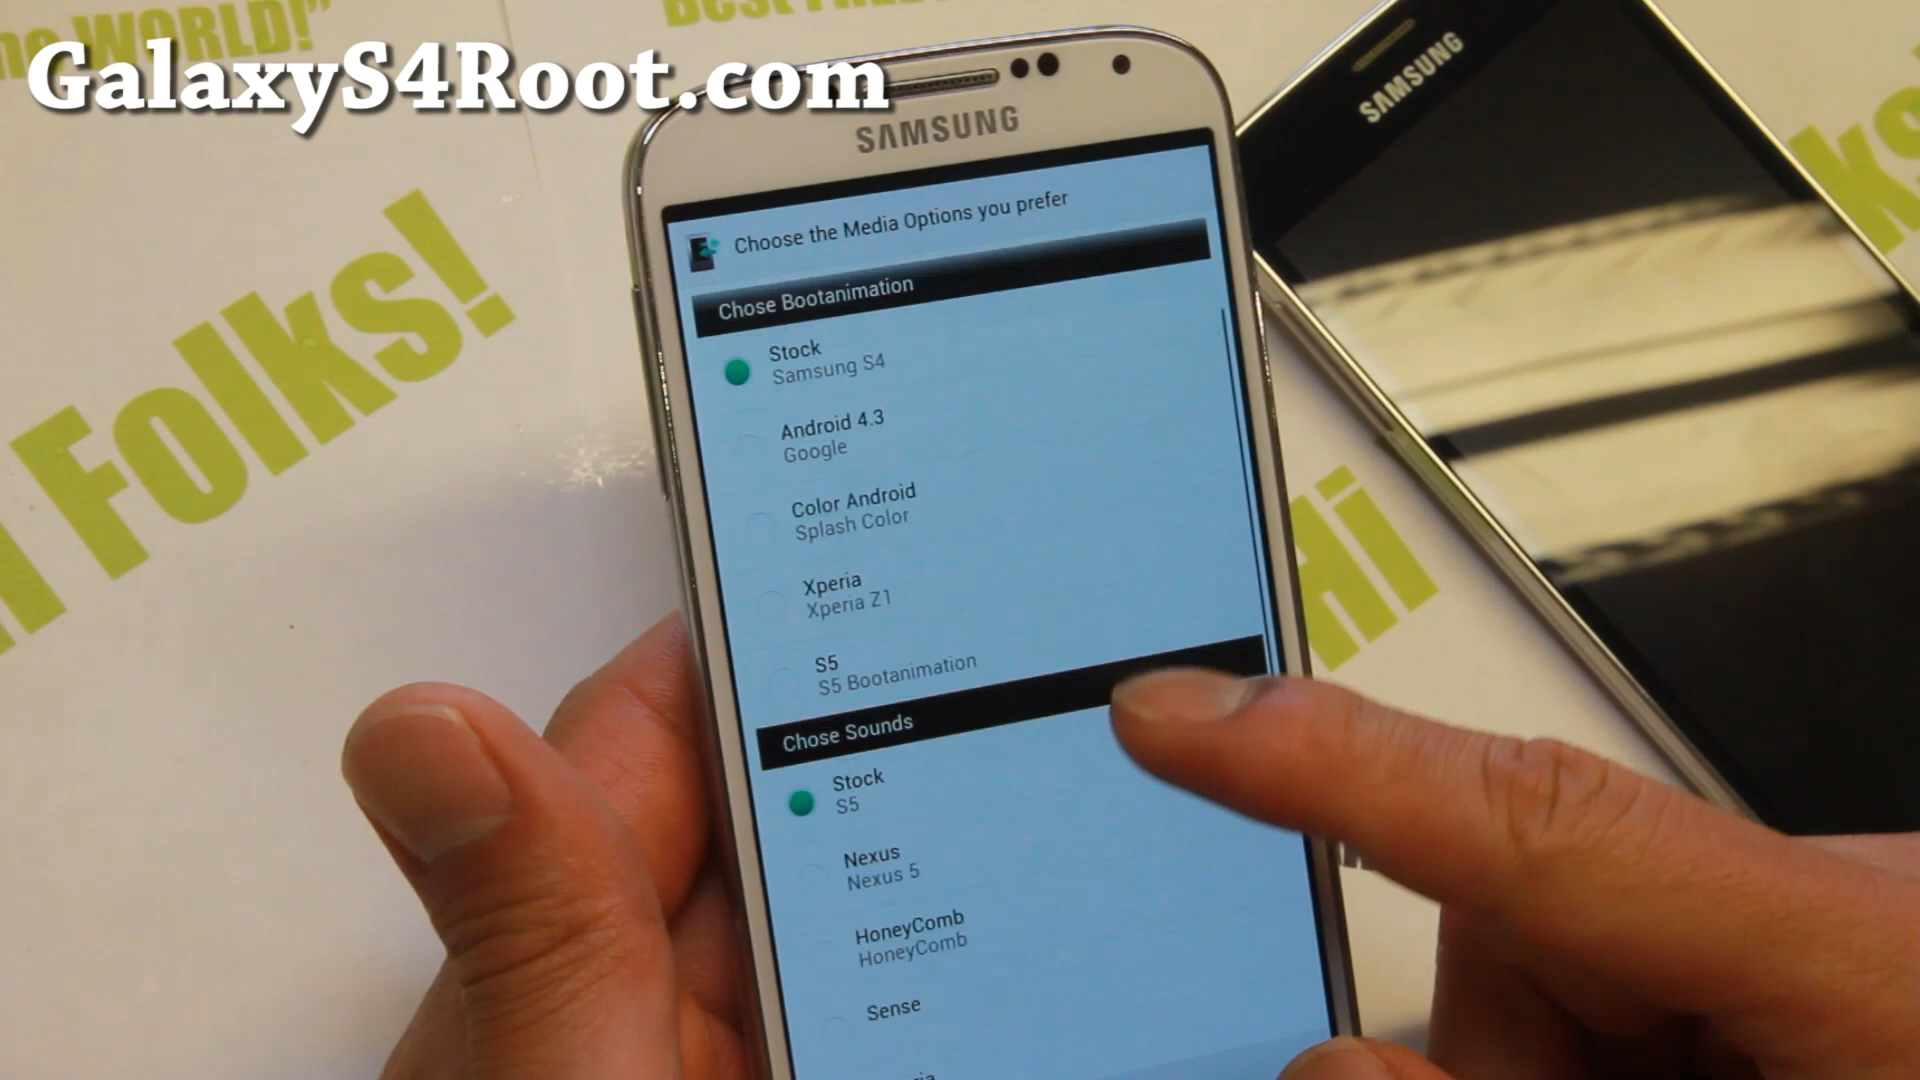 he WORLD!"
GalaxyS4Root.com
SAMSUNG
SAMSUNG
Folks!
Hi
Choose the Media Options you prefer
Chose Bootanimation
Stock
Samsung S4
Android 4.3
Google
Color Android
Splash Color
Xperia
Xperia Z1
S5
S5 Bootanimation
Chose Sounds
Stock
S5
Nexus
Nexus 5
HoneyComb
HoneyComb
Sense